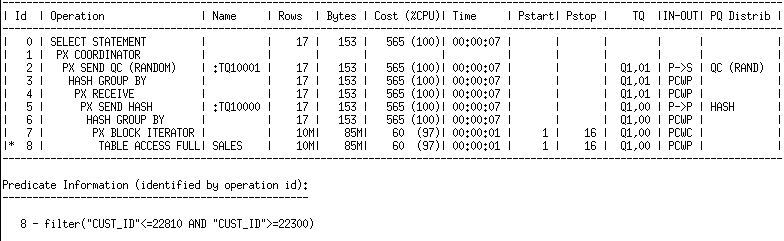 | Id | Operation | Name | Rows | Bytes | Cost (%CPU)| Time | Pstart| Pstop | TQ |IN-OUT| PQ Distrib |
| 0 | SELECT STATEMENT | | 17 | 153 | 565 (100)| 00:00:07 | | | | | |
| 1 | PX COORDINATOR | | | | | | | | | | |
| 2 | PX SEND QC (RANDOM) | :TQ10001 | 17 | 153 | 565 (100)| 00:00:07 | | | Q1,01 | P->S | QC (RAND) |
| 3 | HASH GROUP BY | | 17 | 153 | 565 (100)| 00:00:07 | | | Q1,01 | PCWP | |
| 4 | PX RECEIVE | | 17 | 153 | 565 (100)| 00:00:07 | | | Q1,01 | PCWP | |
| 5 | PX SEND HASH | :TQ10000 | 17 | 153 | 565 (100)| 00:00:07 | | | Q1,00 | P->P | HASH |
| 6 | HASH GROUP BY | | 17 | 153 | 565 (100)| 00:00:07 | | | Q1,00 | PCWP | |
| 7 | PX BLOCK ITERATOR | | 10M| 85M| 60 (97)| 00:00:01 | 1 | 16 | Q1,00 | PCWC | |
|* 8 | TABLE ACCESS FULL| SALES | 10M| 85M| 60 (97)| 00:00:01 | 1 | 16 | Q1,00 | PCWP | |
Predicate Information (identified by operation id):
8 - filter("CUST_ID"<=22810 AND "CUST_ID">=22300)